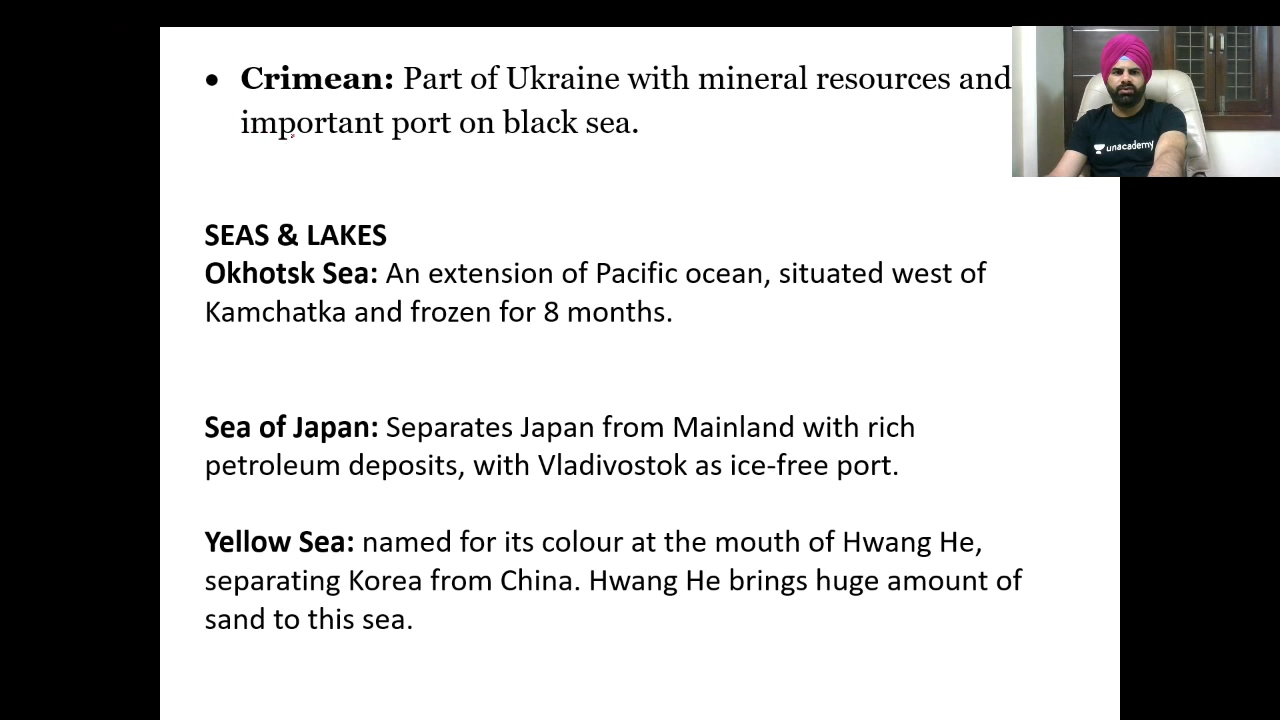 • Crimean: Part of Ukraine with mineral resources and
important port on black sea.
unacademy
SEAS & LAKES
Okhotsk Sea: An extension of Pacific ocean, situated west of
Kamchatka and frozen for 8 months.
Sea of Japan: Separates Japan from Mainland with rich
petroleum deposits, with Vladivostok as ice-free port.
Yellow Sea: named for its colour at the mouth of Hwang He,
separating Korea from China. Hwang He brings huge amount of
sand to this sea.